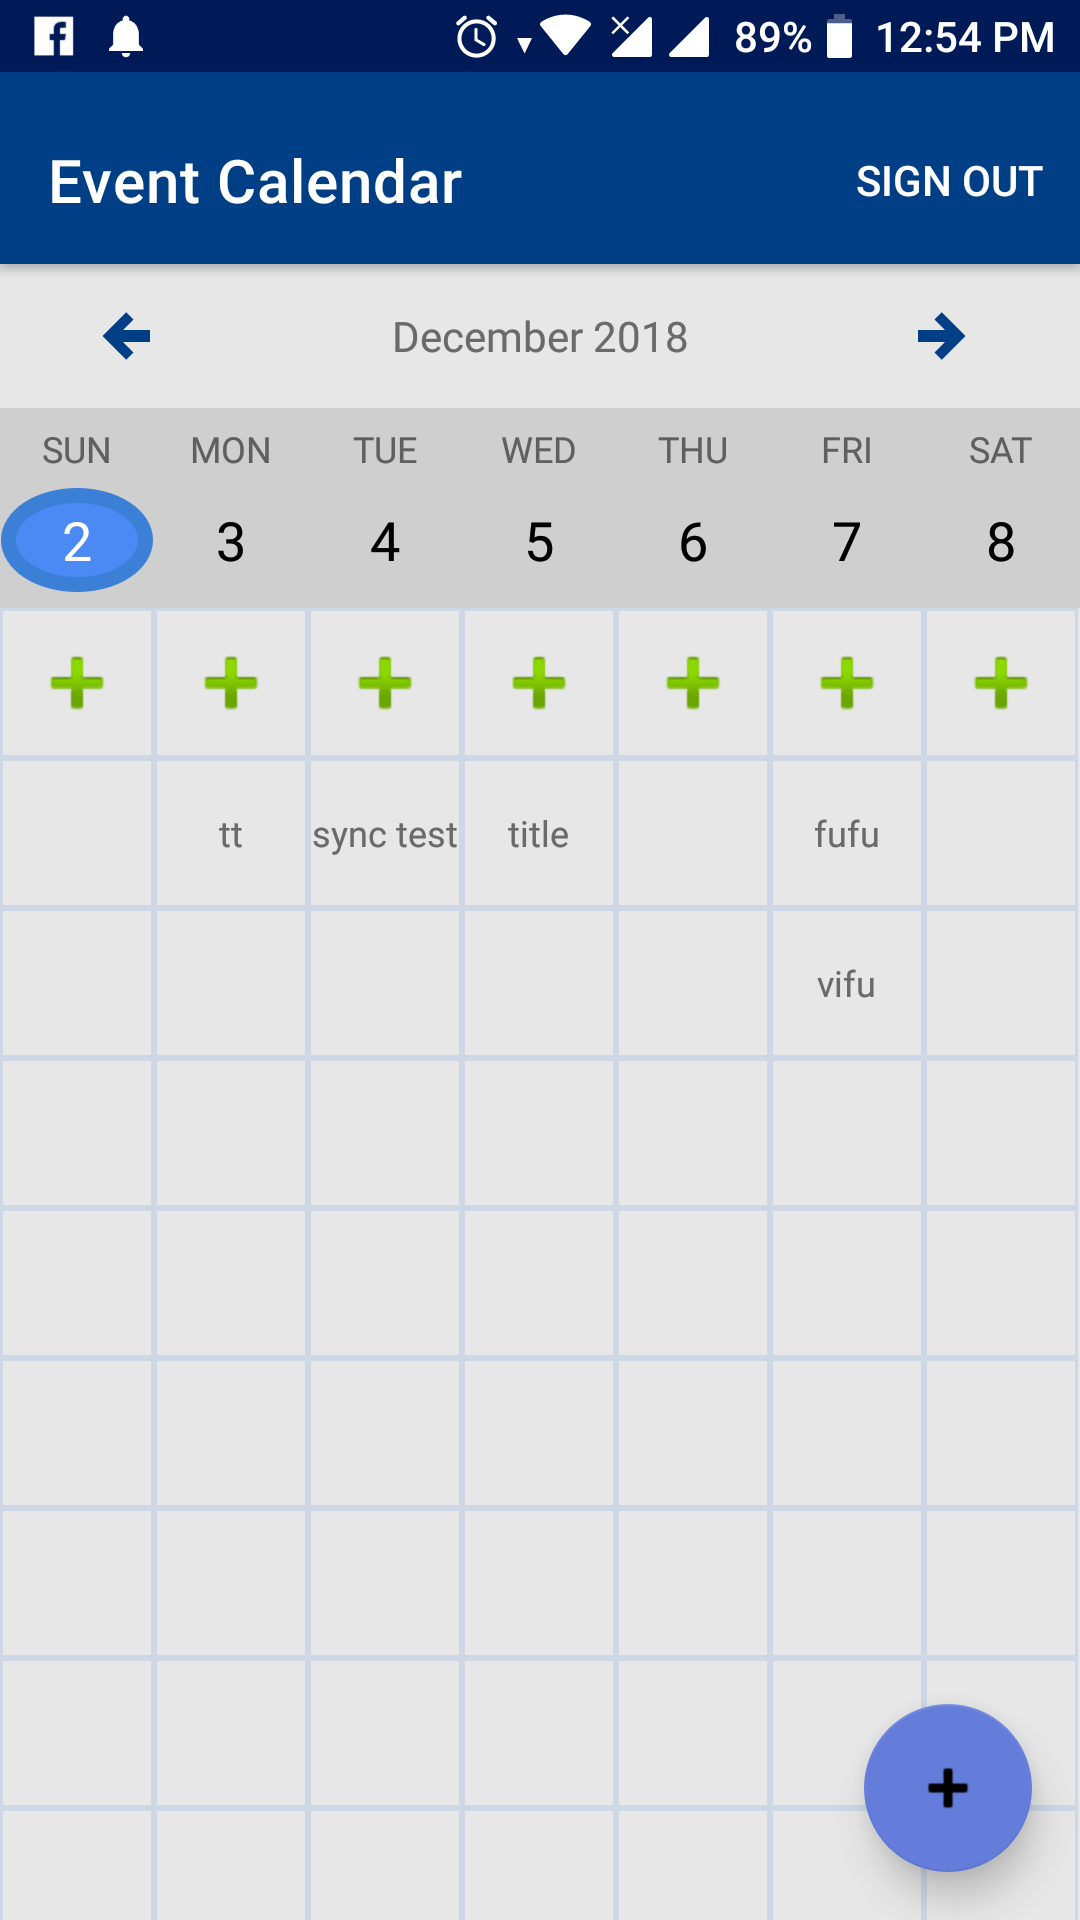 89% 12:54 PM
Event Calendar SIGN OUT
December 2018
SUN MON TUE WED THU FRI SAT
2 3 4 5 6 7 8
tt sync test title fufu
vifu